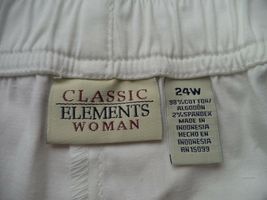 CLASSIC
ELEMENTS
WOMAN
24W
98% COTTON/
ALGODÓN
2% SPANDEX
MADE IN
INDONESIA
HECHO EN
INDONESIA
RN 15099